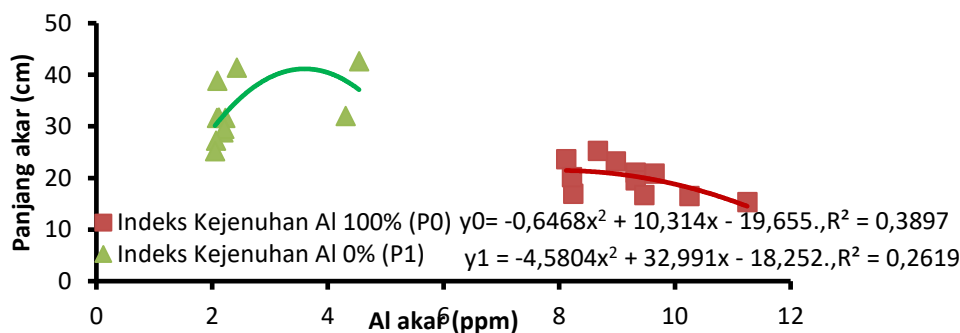 Panjang akar (cm)
50
40
30
20
10
0
Indeks Kejenuhan Al 100% (P0) y0= -0,6468x² + 10,314x - 19,655.,R² = 0,3897
Indeks Kejenuhan Al 0% (P1) y1 = -4,5804x² + 32,991x - 18,252.,R² = 0,2619
0 2 4 6 8 10 12
Al akar (ppm)